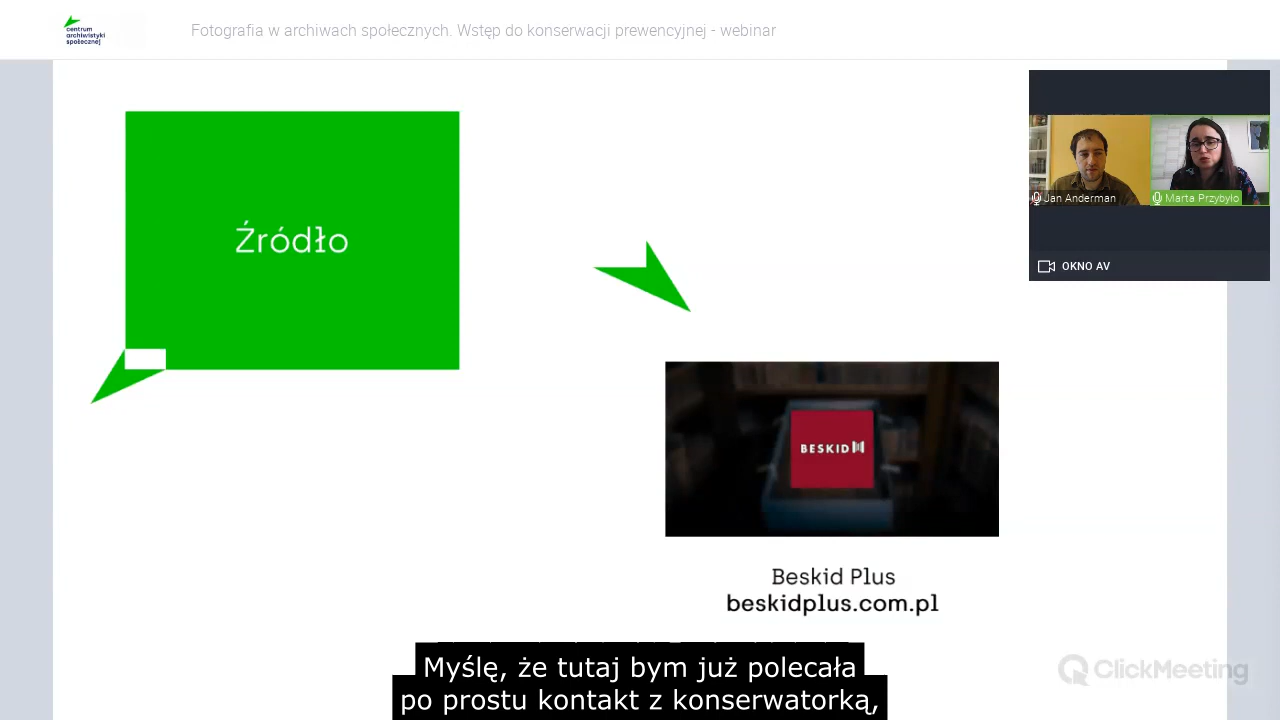 centrum
archiwistyki
społecznej
Fotografia w archiwach społecznych. Wstęp do konserwacji prewencyjnej - webinar
Źródło
Jan Anderman
Marta Przybyło
OKNO AV
BESKID
Beskid Plus
beskidplus.com.pl
ClickMeeting
Myślę, że tutaj bym już polecała
po prostu kontakt z konserwatorką,